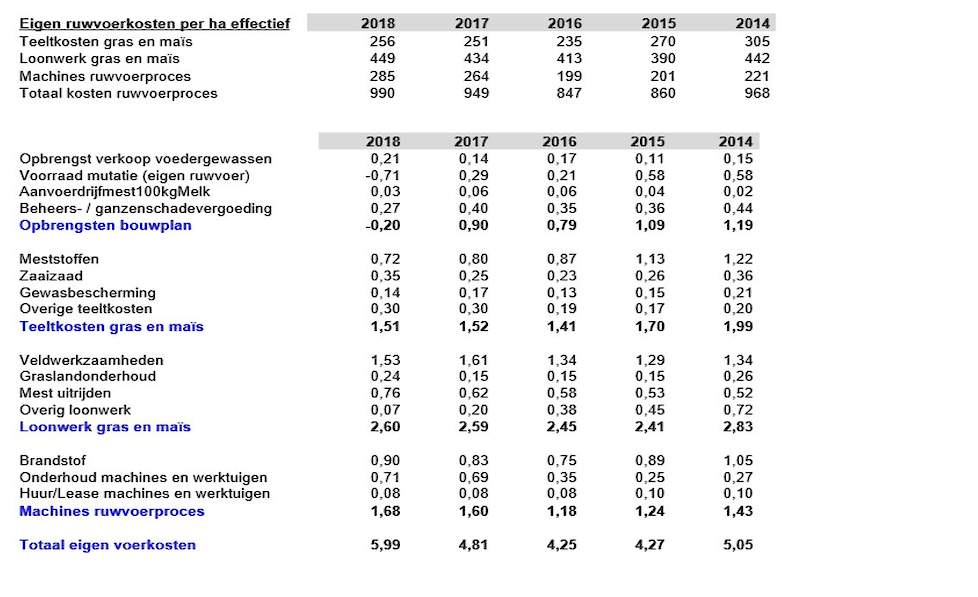 Eigen ruwvoerkosten per ha effectief 2018 2017 2016 2015 2014
Teeltkosten gras en maïs 256 251 235 270 305
Loonwerk gras en maïs 449 434 413 390 442
Machines ruwvoerproces 285 264 199 201 221
Totaal kosten ruwvoerproces 990 949 847 860 968
2018 2017 2016 2015 2014
Opbrengst verkoop voedergewassen 0,21 0,14 0,17 0,11 0,15
Voorraad mutatie (eigen ruwvoer) -0,71 0,29 0,21 0,58 0,58
Aanvoerdrijfmest100kgMelk 0,03 0,06 0,06 0,04 0,02
Beheers- / ganzenschadevergoeding 0,27 0,40 0,35 0,36 0,44
Opbrengsten bouwplan -0,20 0,90 0,79 1,09 1,19
Meststoffen 0,72 0,80 0,87 1,13 1,22
Zaaizaad 0,35 0,25 0,23 0,26 0,36
Gewasbescherming 0,14 0,17 0,13 0,15 0,21
Overige teeltkosten 0,30 0,30 0,19 0,17 0,20
Teeltkosten gras en maïs 1,51 1,52 1,41 1,70 1,99
Veldwerkzaamheden 1,53 1,61 1,34 1,29 1,34
Graslandonderhoud 0,24 0,15 0,15 0,15 0,26
Mest uitrijden 0,76 0,62 0,58 0,53 0,52
Overig loonwerk 0,07 0,20 0,38 0,45 0,72
Loonwerk gras en maïs 2,60 2,59 2,45 2,41 2,83
Brandstof 0,90 0,83 0,75 0,89 1,05
Onderhoud machines en werktuigen 0,71 0,69 0,35 0,25 0,27
Huur/Lease machines en werktuigen 0,08 0,08 0,08 0,10 0,10
Machines ruwvoerproces 1,68 1,60 1,18 1,24 1,43
Totaal eigen voerkosten 5,99 4,81 4,25 4,27 5,05